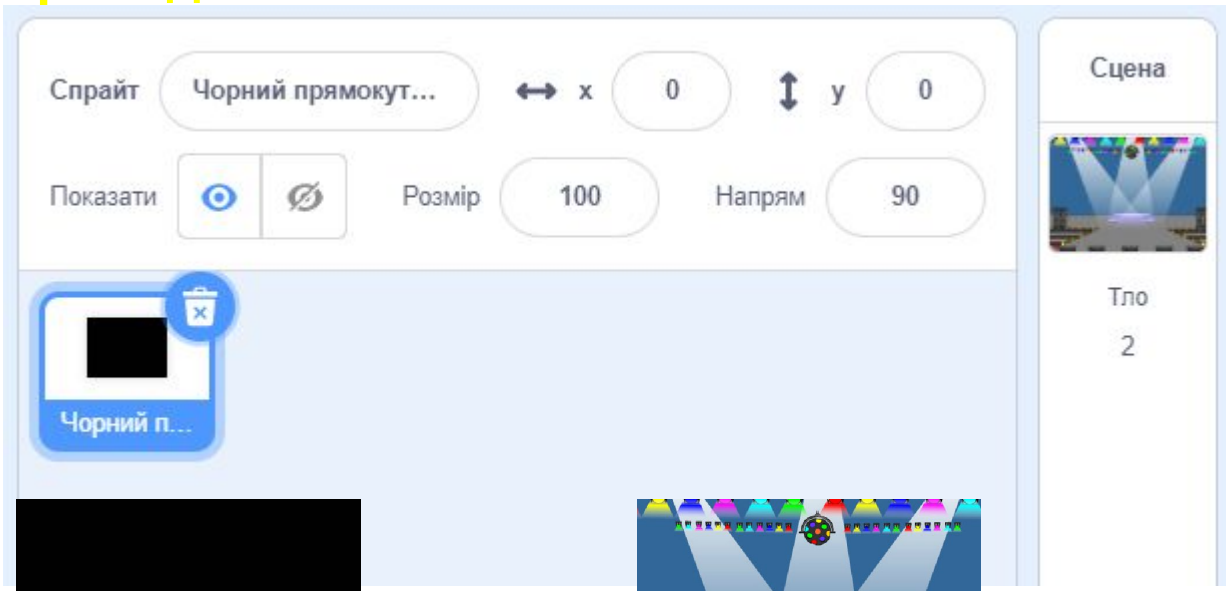 Спрайт Чорний прямокут... x 0 y 0
Показати Розмір 100 Напрям 90
Чорний п...
Сцена
Тло
2